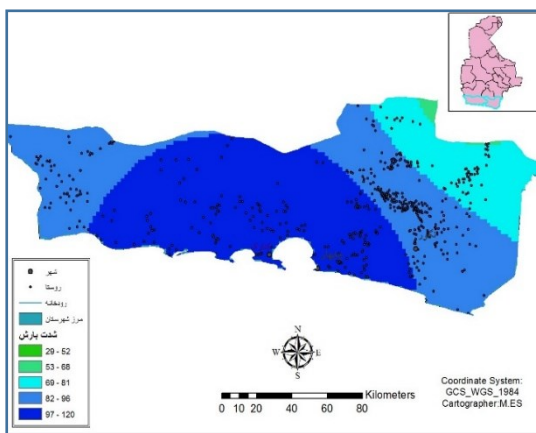 شهر
روستا
رودخانه
مرز شهرستان
شدت بارش
29 - 52
53 - 68
69 - 81
82 - 96
97 - 120
N
W
E
S
Kilometers
0 10 20 40 60 80
Coordinate System:
GCS_WGS_1984
Cartographer:M.ES